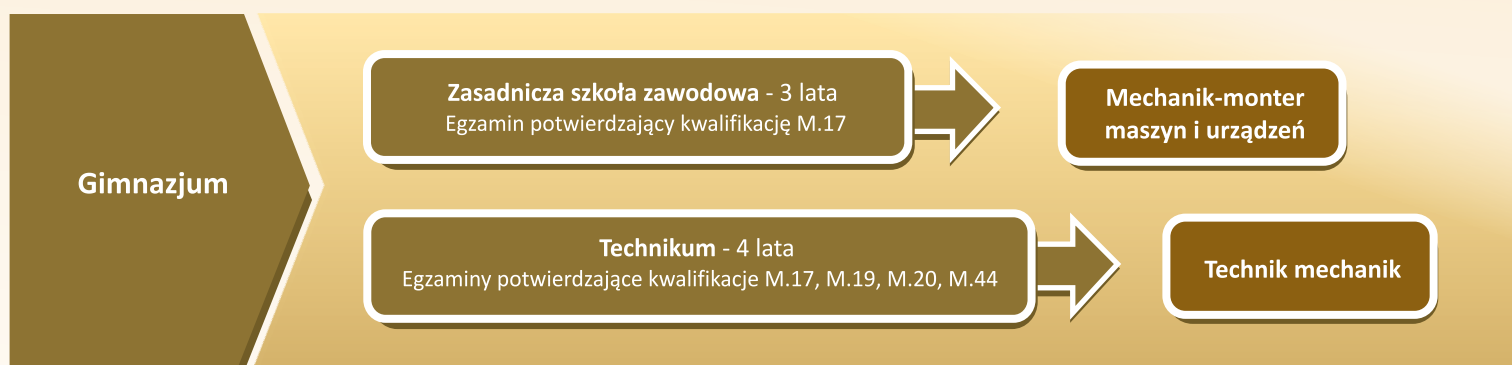 Gimnazjum
Zasadnicza szkoła zawodowa - 3 lata
Egzamin potwierdzający kwalifikację M.17
Mechanik-monter
maszyn i urządzeń
Technikum - 4 lata
Egzaminy potwierdzające kwalifikacje M.17, M.19, M.20, M.44
Technik mechanik